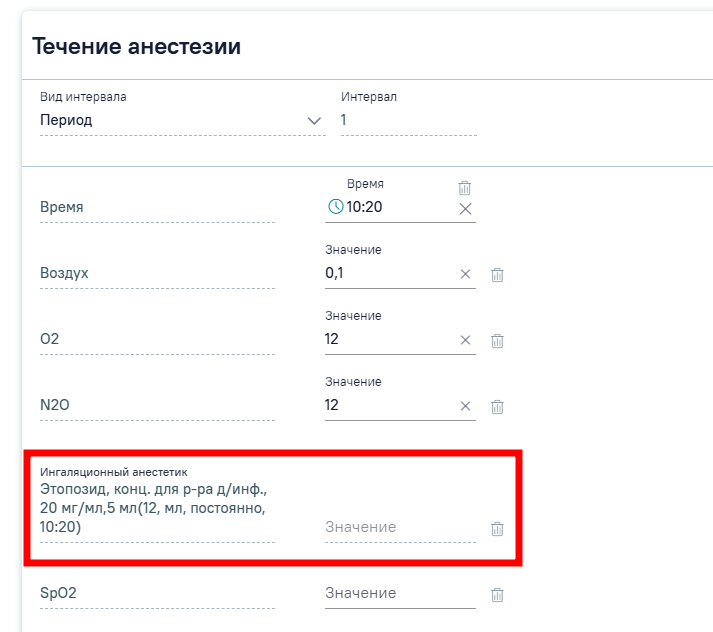 Течение анестезии
Вид интервала
Интервал
Период
1
Время
Время
10:20
Значение
Воздух
0,1
Значение
O2
12
Значение
N2O
12
Ингаляционный анестетик
Этопозид, конц. для р-ра д/инф.,
20 мг/мл,5 мл(12, мл, постоянно,
10:20)
Значение
SpO2
Значение